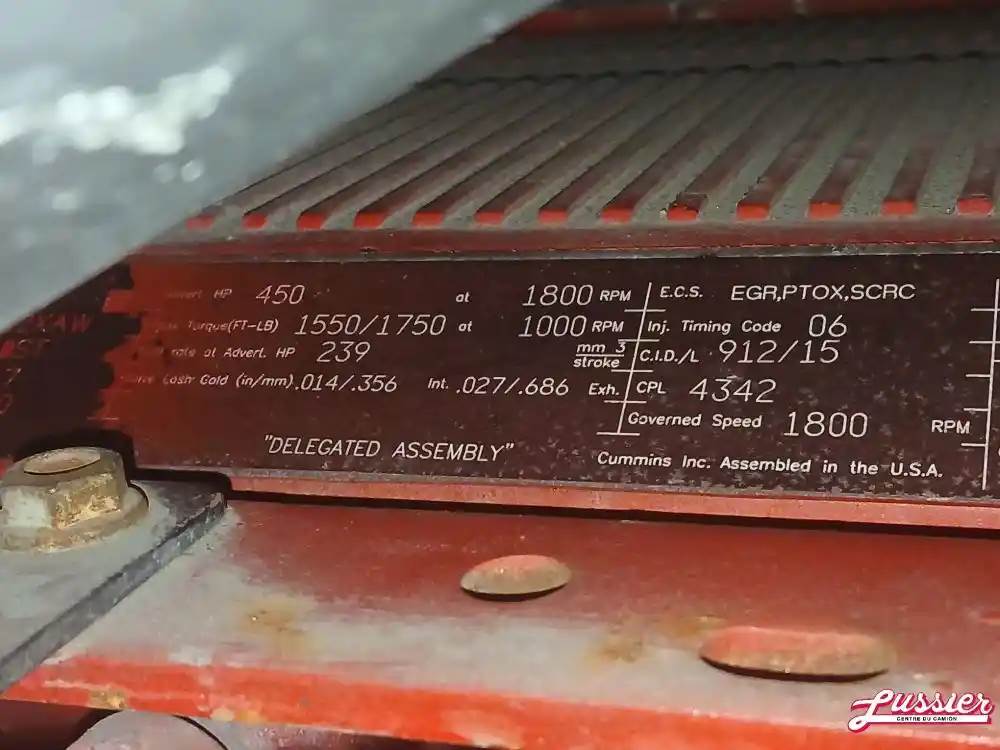 HP 450 at 1800 RPM
Torque(FT-LB) 1550/1750 at 1000 RPM
at Advert. HP 239 mm 3 stroke
Lash Cold (in/mm) .014/.356 Int. .027/.686 Exh.
"DELEGATED ASSEMBLY"
E.C.S. EGR,PTOX,SCRC
Inj. Timing Code 06
C.I.D./L 912/15
CPL 4342
Governed Speed 1800 RPM
Cummins Inc. Assembled in the U.S.A.
Lussier
CENTRE DU CAMION